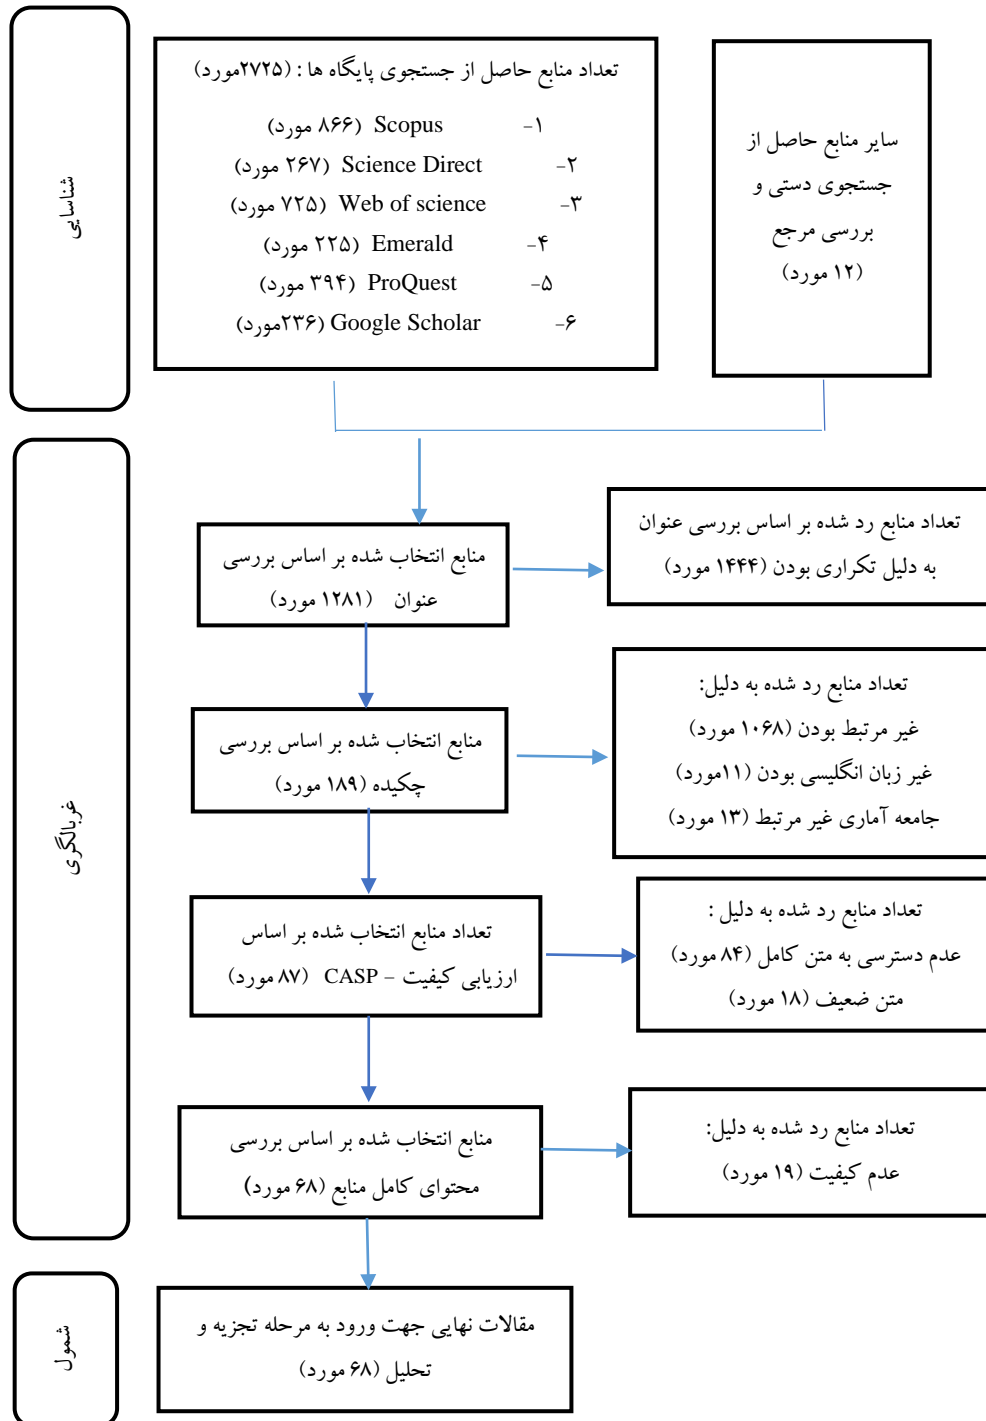 شناسایی
تعداد منابع حاصل از جستجوی پایگاه ها : (۲۷۲۵مورد)
۱- Scopus (۸۶۶ مورد)
۲- Science Direct (۲۶۷ مورد)
۳- Web of science (۷۲۵ مورد)
۴- Emerald (۲۲۵ مورد)
۵- ProQuest (۳۹۴ مورد)
۶- Google Scholar (۲۳۶مورد)
سایر منابع حاصل از
جستجوی دستی و
بررسی مرجع
(۱۲ مورد)
غربالگری
منابع انتخاب شده بر اساس بررسی
عنوان (۱۲۸۱ مورد)
تعداد منابع رد شده بر اساس بررسی عنوان
به دلیل تکراری بودن (۱۴۴۴ مورد)
منابع انتخاب شده بر اساس بررسی
چکیده (۱۸۹ مورد)
تعداد منابع رد شده به دلیل:
غیر مرتبط بودن (۱۰۶۸ مورد)
غیر زبان انگلیسی بودن (۱۱مورد)
جامعه آماری غیر مرتبط (۱۳ مورد)
تعداد منابع انتخاب شده بر اساس
ارزیابی کیفیت – CASP (۸۷ مورد)
تعداد منابع رد شده به دلیل :
عدم دسترسی به متن کامل (۸۴ مورد)
متن ضعیف (۱۸ مورد)
منابع انتخاب شده بر اساس بررسی
محتوای کامل منابع (۶۸ مورد)
تعداد منابع رد شده به دلیل:
عدم کیفیت (۱۹ مورد)
شمول
مقالات نهایی جهت ورود به مرحله تجزیه و
تحلیل (۶۸ مورد)